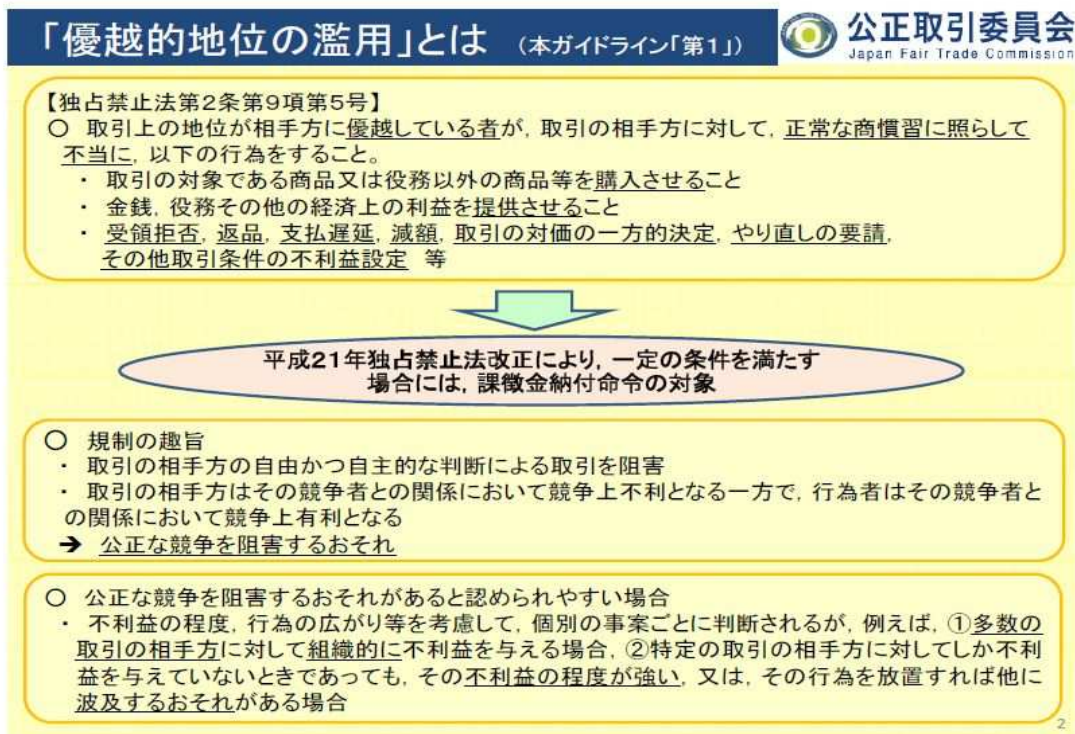 「優越的地位の濫用」とは （本ガイドライン「第１」）
公正取引委員会
Japan Fair Trade Commission
【独占禁止法第２条第９項第５号】
○ 取引上の地位が相手方に優越している者が，取引の相手方に対して，正常な商慣習に照らして
不当に，以下の行為をすること。
・ 取引の対象である商品又は役務以外の商品等を購入させること
・ 金銭，役務その他の経済上の利益を提供させること
・ 受領拒否，返品，支払遅延，減額，取引の対価の一方的決定，やり直しの要請，
その他取引条件の不利益設定 等
平成２１年独占禁止法改正により，一定の条件を満たす
場合には，課徴金納付命令の対象
○ 規制の趣旨
・ 取引の相手方の自由かつ自主的な判断による取引を阻害
・ 取引の相手方はその競争者との関係において競争上不利となる一方で，行為者はその競争者と
の関係において競争上有利となる
➔ 公正な競争を阻害するおそれ
○ 公正な競争を阻害するおそれがあると認められやすい場合
・ 不利益の程度，行為の広がり等を考慮して，個別の事案ごとに判断されるが，例えば，①多数の
取引の相手方に対して組織的に不利益を与える場合，②特定の取引の相手方に対してしか不利
益を与えていないときであっても，その不利益の程度が強い，又は，その行為を放置すれば他に
波及するおそれがある場合
2